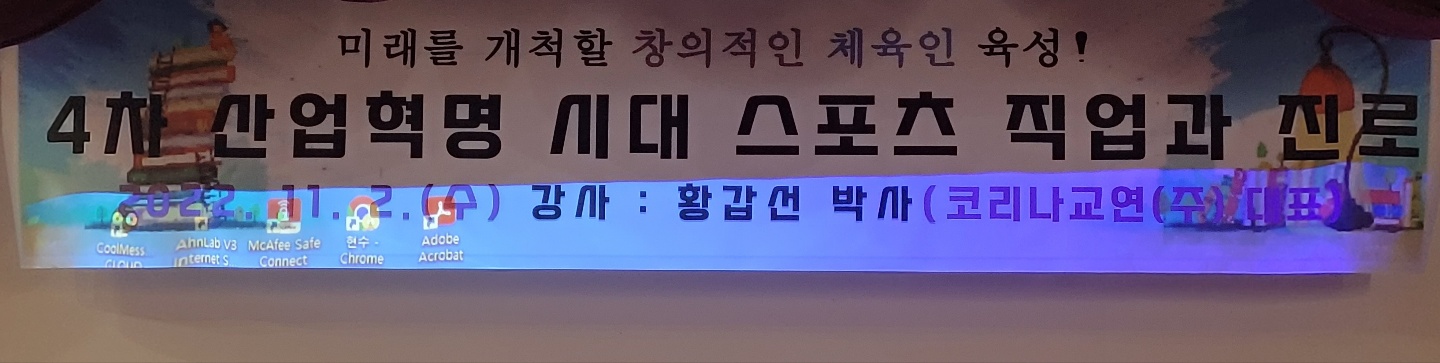 미래를 개척할 창의적인 체육인 육성!
4차 산업혁명 시대 스포츠 직업과 진로
2022. 11. 2.(수) 강사 : 황갑선 박사(코리나교연(주) 대표)
CoolMess AhnLab V3 McAfee Safe 현수 - Adobe
CLOUD Internet S Connect Chrome Acrobat